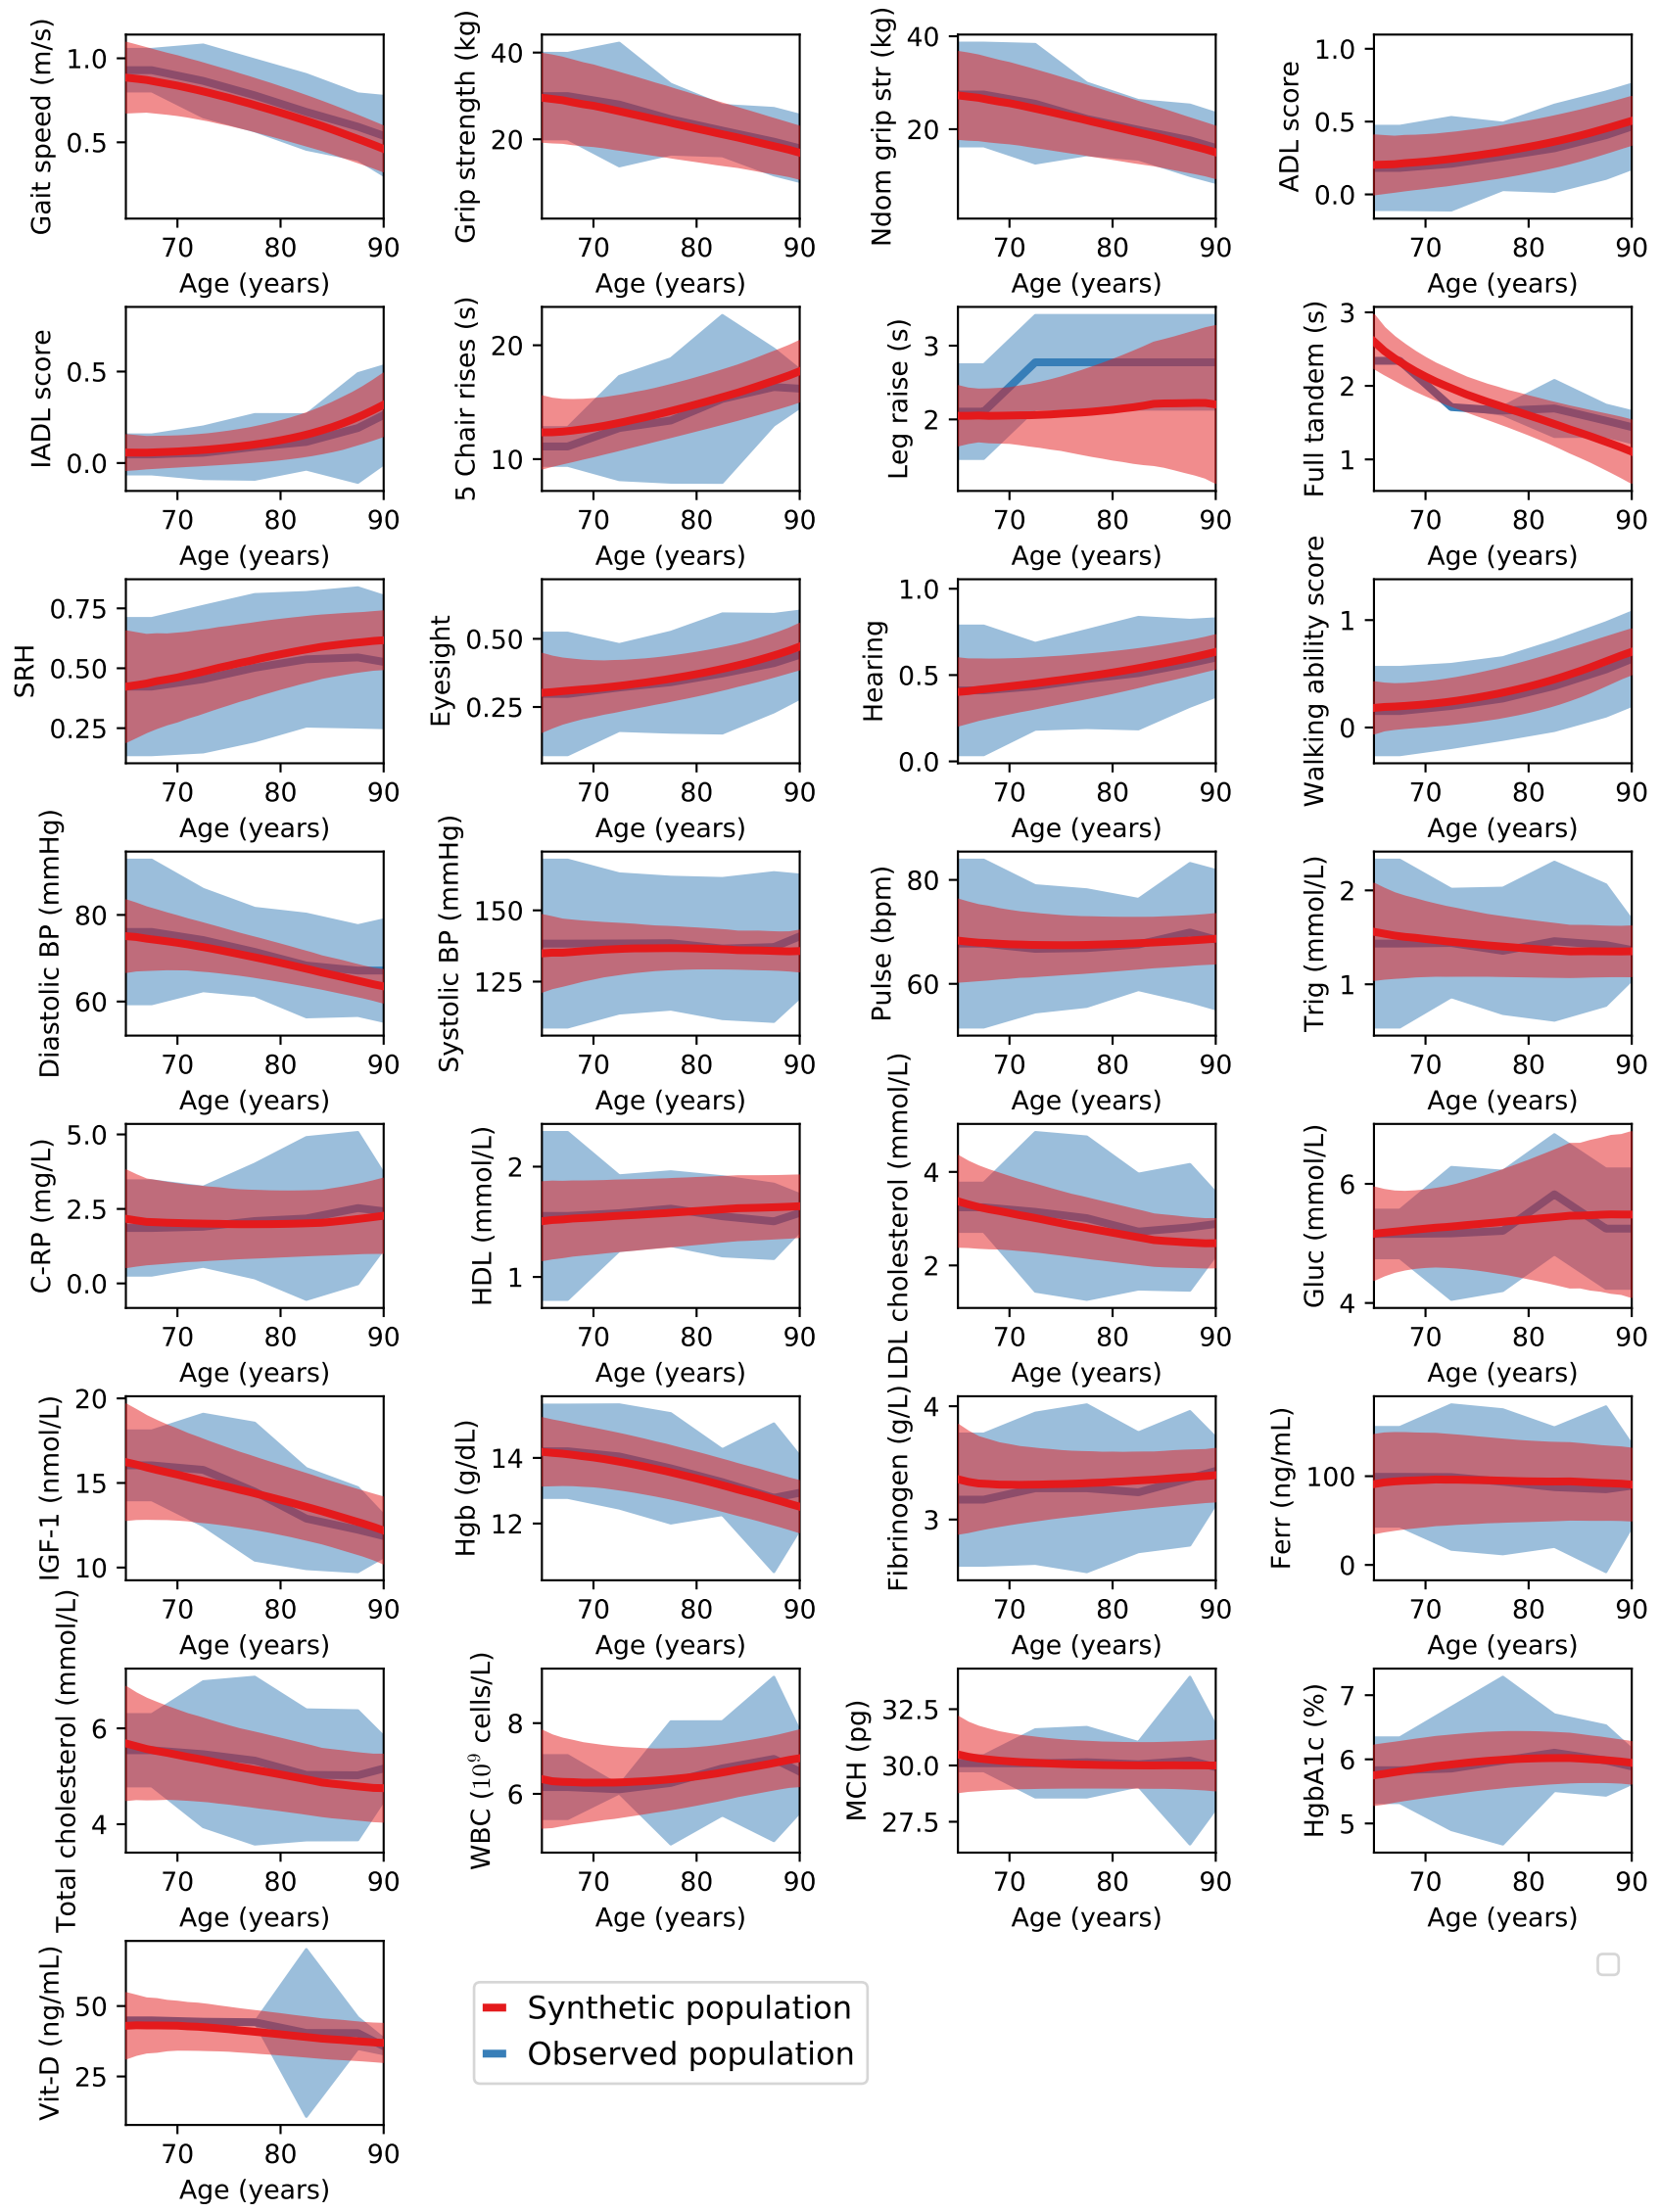 Gait speed (m/s)
1.0
0.5
70 80 90
Age (years)
Grip strength (kg)
40
20
70 80 90
Age (years)
Ndom grip str (kg)
40
20
70 80 90
Age (years)
ADL score
1.0
0.5
0.0
70 80 90
Age (years)
IADL score
0.5
0.0
70 80 90
Age (years)
5 Chair rises (s)
20
10
70 80 90
Age (years)
Leg raise (s)
3
2
70 80 90
Age (years)
Full tandem (s)
3
2
1
70 80 90
Age (years)
SRH
0.75
0.50
0.25
70 80 90
Age (years)
Eyesight
0.50
0.25
70 80 90
Age (years)
Hearing
1.0
0.5
0.0
70 80 90
Age (years)
Walking ability score
1
0
70 80 90
Age (years)
Diastolic BP (mmHg)
80
60
70 80 90
Age (years)
Systolic BP (mmHg)
150
125
70 80 90
Age (years)
Pulse (bpm)
80
60
70 80 90
Age (years)
Trig (mmol/L)
2
1
70 80 90
Age (years)
C-RP (mg/L)
5.0
2.5
0.0
70 80 90
Age (years)
HDL (mmol/L)
2
1
70 80 90
Age (years)
LDL cholesterol (mmol/L)
4
2
70 80 90
Age (years)
Gluc (mmol/L)
6
4
70 80 90
Age (years)
IGF-1 (nmol/L)
20
15
10
70 80 90
Age (years)
Hgb (g/dL)
14
12
70 80 90
Age (years)
Fibrinogen (g/L)
4
3
70 80 90
Age (years)
Ferr (ng/mL)
100
0
70 80 90
Age (years)
Total cholesterol (mmol/L)
6
4
70 80 90
Age (years)
WBC (10⁹ cells/L)
8
6
70 80 90
Age (years)
MCH (pg)
32.5
30.0
27.5
70 80 90
Age (years)
HgbA1c (%)
7
6
5
70 80 90
Age (years)
Vit-D (ng/mL)
50
25
70 80 90
Age (years)
Synthetic population
Observed population